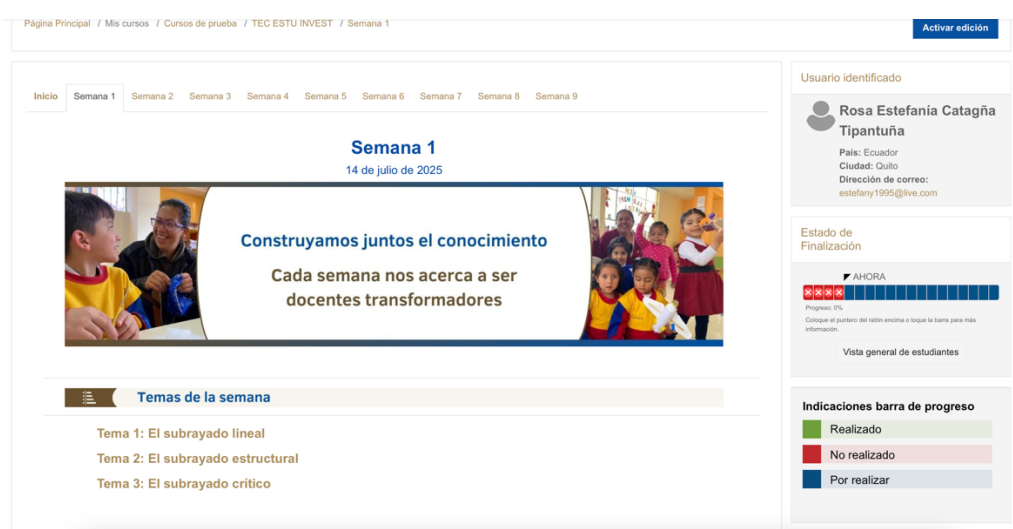 Página Principal / Mis cursos / Cursos de prueba / TEC ESTU INVEST / Semana 1
Activar edición
Inicio Semana 1 Semana 2 Semana 3 Semana 4 Semana 5 Semana 6 Semana 7 Semana 8 Semana 9
Semana 1
14 de julio de 2025
Construyamos juntos el conocimiento
Cada semana nos acerca a ser
docentes transformadores
Temas de la semana
Tema 1: El subrayado lineal
Tema 2: El subrayado estructural
Tema 3: El subrayado crítico
Usuario identificado
Rosa Estefanía Catagña
Tipantuña
País: Ecuador
Ciudad: Quito
Dirección de correo:
estefany1995@live.com
Estado de
Finalización
AHORA
Progreso: 0%
Coloque el puntero del ratón encima o toque la barra para más
información.
Vista general de estudiantes
Indicaciones barra de progreso
Realizado
No realizado
Por realizar